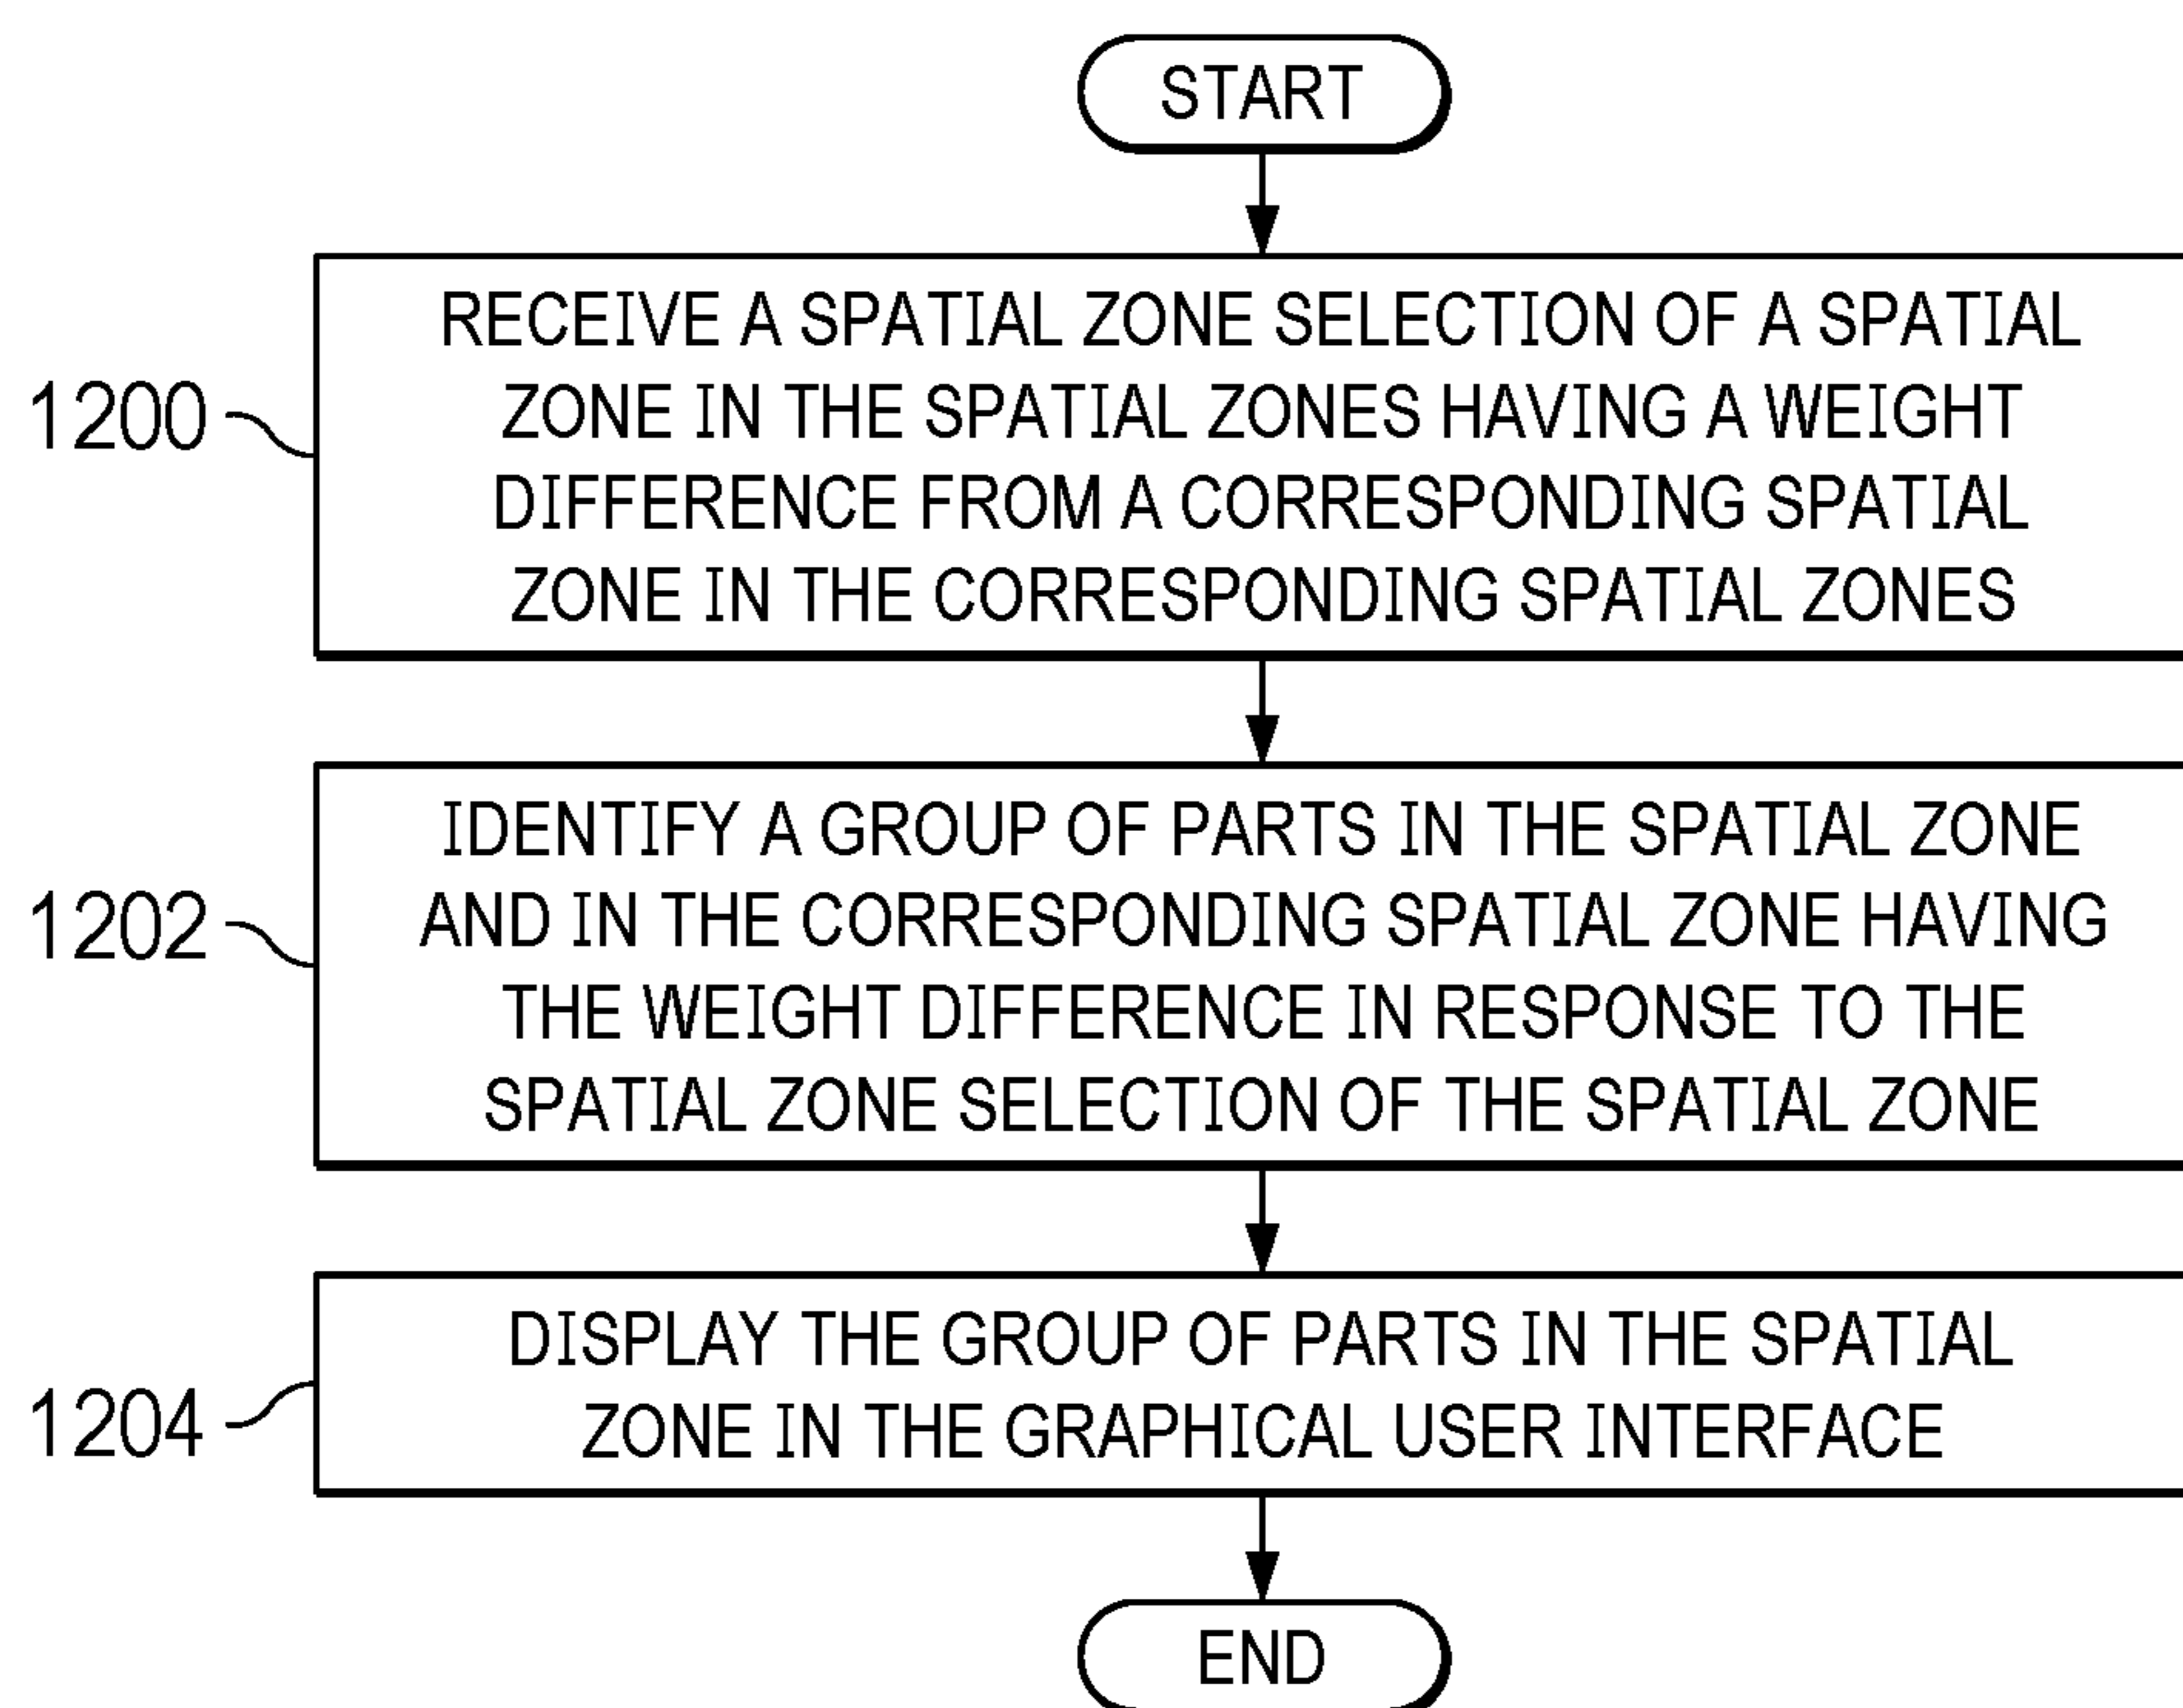 START
RECEIVE A SPATIAL ZONE SELECTION OF A SPATIAL
ZONE IN THE SPATIAL ZONES HAVING A WEIGHT
1200
DIFFERENCE FROM A CORRESPONDING SPATIAL
ZONE IN THE CORRESPONDING SPATIAL ZONES
IDENTIFY A GROUP OF PARTS IN THE SPATIAL ZONE
AND IN THE CORRESPONDING SPATIAL ZONE HAVING
1202
THE WEIGHT DIFFERENCE IN RESPONSE TO THE
SPATIAL ZONE SELECTION OF THE SPATIAL ZONE
DISPLAY THE GROUP OF PARTS IN THE SPATIAL
ZONE IN THE GRAPHICAL USER INTERFACE
1204
END